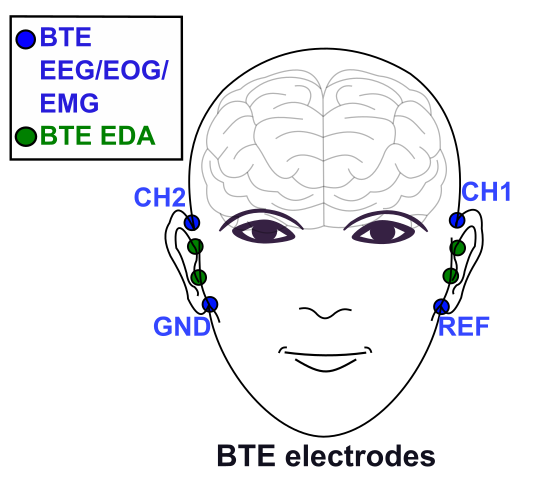 BTE
EEG/EOG/
EMG
BTE EDA
CH2
CH1
GND
REF
BTE electrodes